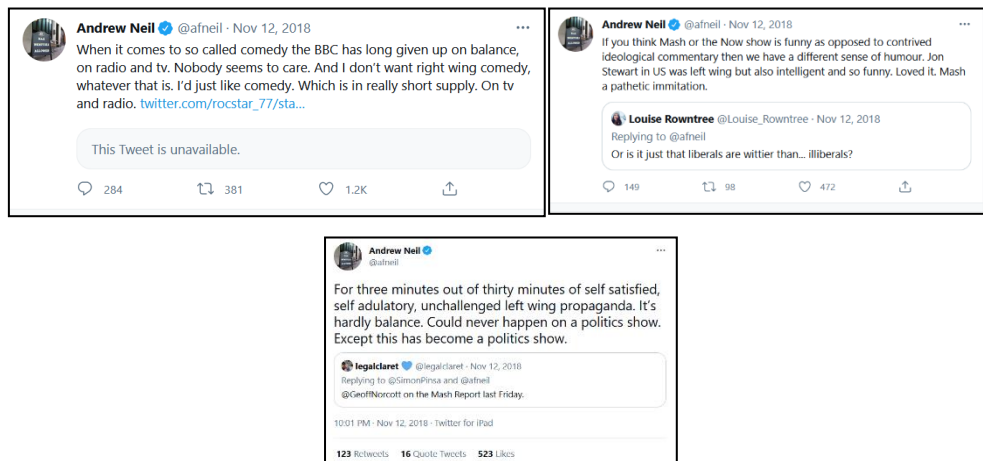 Andrew Neil @afneil · Nov 12, 2018
When it comes to so called comedy the BBC has long given up on balance,
on radio and tv. Nobody seems to care. And I don't want right wing comedy,
whatever that is. I'd just like comedy. Which is in really short supply. On tv
and radio. twitter.com/rocstar_77/sta...
This Tweet is unavailable.
284 381 1.2K
Andrew Neil @afneil · Nov 12, 2018
If you think Mash or the Now show is funny as opposed to contrived
ideological commentary then we have a different sense of humour. Jon
Stewart in US was left wing but also intelligent and so funny. Loved it. Mash
a pathetic immitation.
Louise Rowntree @Louise_Rowntree · Nov 12, 2018
Replying to @afneil
Or is it just that liberals are wittier than... illiberals?
149 98 472
Andrew Neil
@afneil
For three minutes out of thirty minutes of self satisfied,
self adulatory, unchallenged left wing propaganda. It's
hardly balance. Could never happen on a politics show.
Except this has become a politics show.
legalclaret @legalclaret · Nov 12, 2018
Replying to @SimonPinsa and @afneil
@GeoffNorcott on the Mash Report last Friday.
10:01 PM · Nov 12, 2018 · Twitter for iPad
123 Retweets 16 Quote Tweets 523 Likes